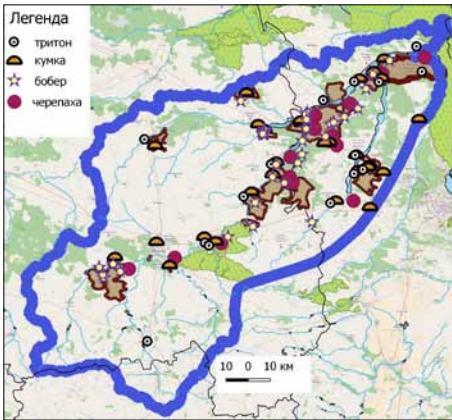 Легенда
тритон
кумка
бобер
черепаха
10 0 10 км